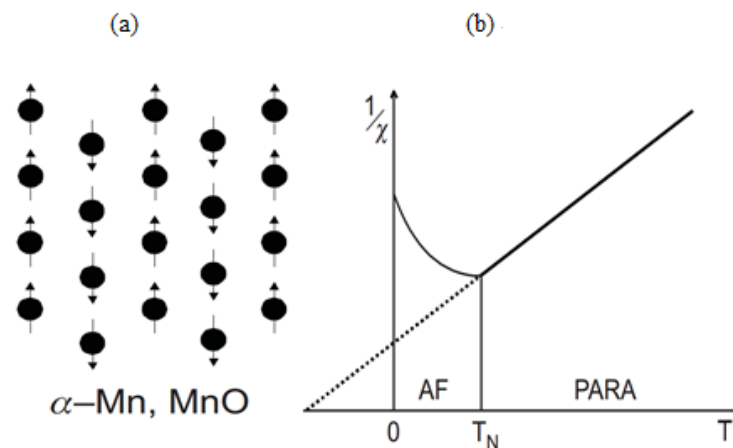 (a)
(b)
1/χ
α–Mn, MnO
AF
PARA
0
T_N
T